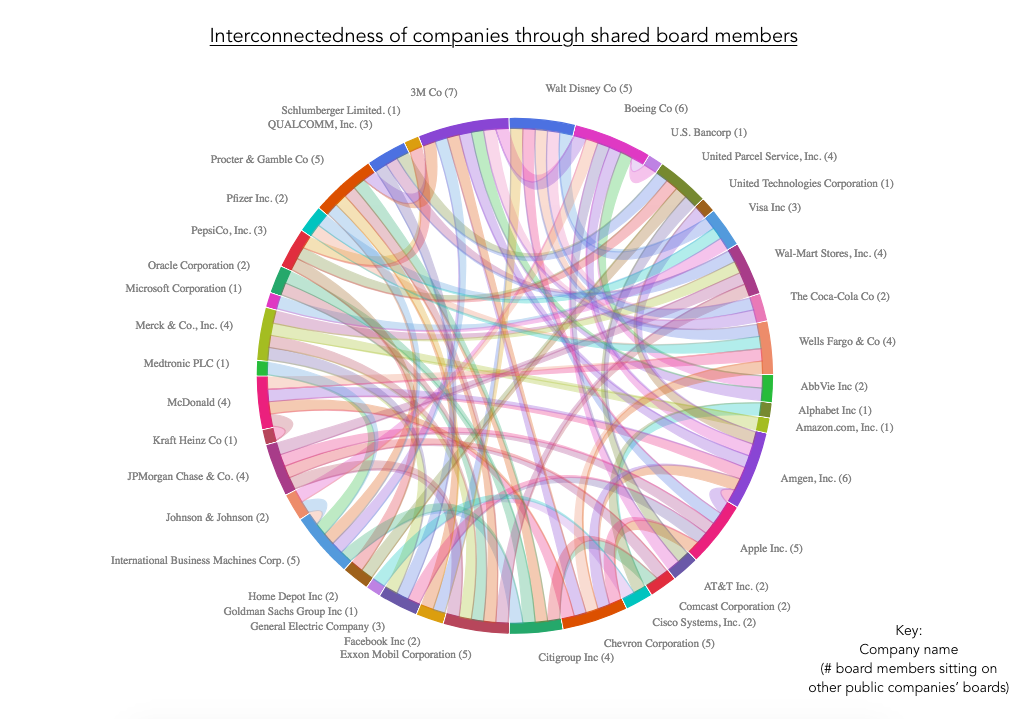 Interconnectedness of companies through shared board members
3M Co (7)
Walt Disney Co (5)
Schlumberger Limited. (1)
Boeing Co (6)
QUALCOMM, Inc. (3)
U.S. Bancorp (1)
Procter & Gamble Co (5)
United Parcel Service, Inc. (4)
Pfizer Inc. (2)
United Technologies Corporation (1)
PepsiCo, Inc. (3)
Visa Inc (3)
Oracle Corporation (2)
Wal-Mart Stores, Inc. (4)
Microsoft Corporation (1)
The Coca-Cola Co (2)
Merck & Co., Inc. (4)
Wells Fargo & Co (4)
Medtronic PLC (1)
AbbVie Inc (2)
McDonald (4)
Alphabet Inc (1)
Amazon.com, Inc. (1)
Kraft Heinz Co (1)
JPMorgan Chase & Co. (4)
Amgen, Inc. (6)
Johnson & Johnson (2)
Apple Inc. (5)
International Business Machines Corp. (5)
AT&T Inc. (2)
Home Depot Inc (2)
Comcast Corporation (2)
Goldman Sachs Group Inc (1)
Cisco Systems, Inc. (2)
General Electric Company (3)
Facebook Inc (2)
Chevron Corporation (5)
Exxon Mobil Corporation (5)
Citigroup Inc (4)
Key:
Company name
(# board members sitting on
other public companies’ boards)